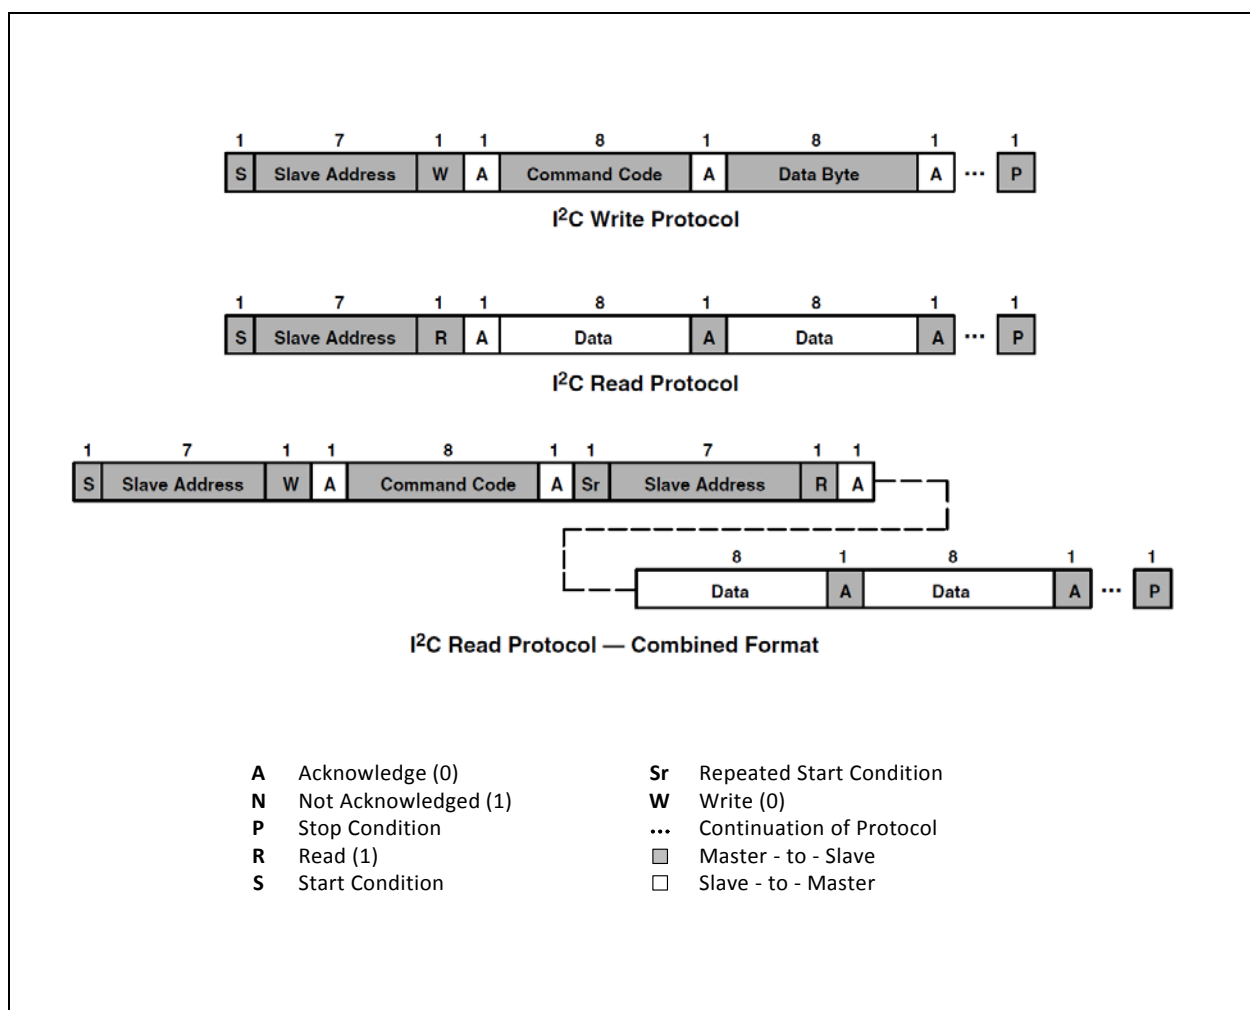 1 7 1 1 8 1 8 1 1
S Slave Address W A Command Code A Data Byte A ... P
I²C Write Protocol
1 7 1 1 8 1 8 1 1
S Slave Address R A Data A Data A ... P
I²C Read Protocol
1 7 1 1 8 1 1 7 1 1
S Slave Address W A Command Code A Sr Slave Address R A
8 1 8 1 1
Data A Data A ... P
I²C Read Protocol — Combined Format
A Acknowledge (0) Sr Repeated Start Condition
N Not Acknowledged (1) W Write (0)
P Stop Condition ... Continuation of Protocol
R Read (1) Master - to - Slave
S Start Condition Slave - to - Master